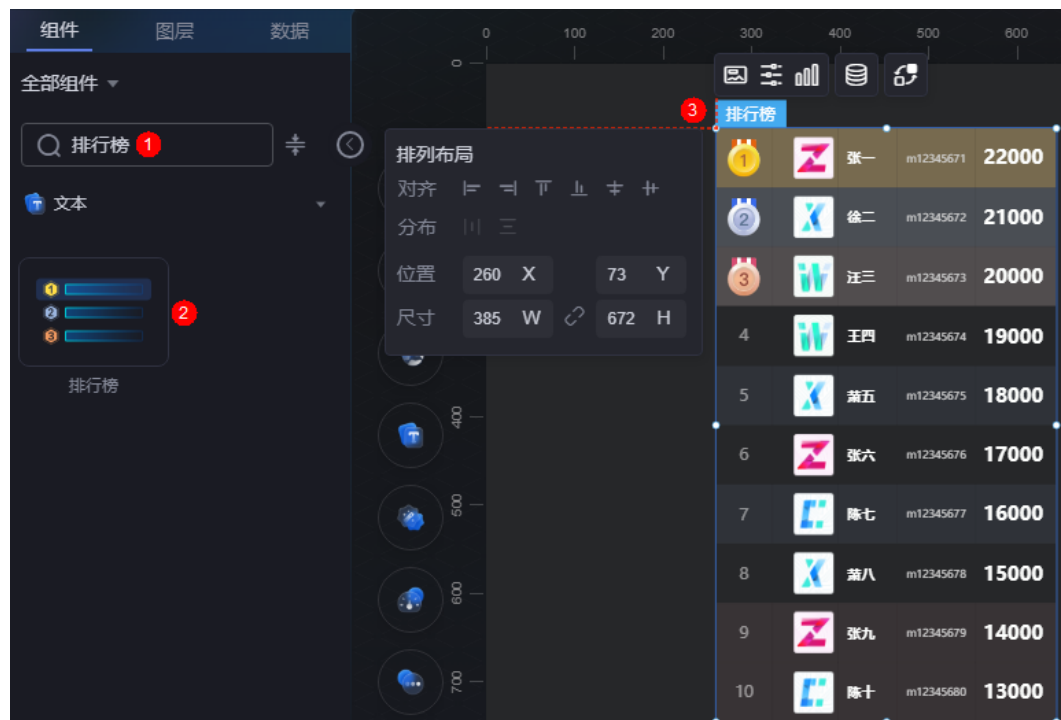 组件 图层 数据
全部组件
排行榜 1
文本
1
2
3
2
排行榜
0 100 200 300 400 500 600
0
400
500
600
700
排列布局
对齐
分布
位置 260 X 73 Y
尺寸 385 W 672 H
3
排行榜
1 张一 m12345671 22000
2 徐二 m12345672 21000
3 汪三 m12345673 20000
4 王四 m12345674 19000
5 萧五 m12345675 18000
6 张六 m12345676 17000
7 陈七 m12345677 16000
8 萧八 m12345678 15000
9 张九 m12345679 14000
10 陈十 m12345680 13000